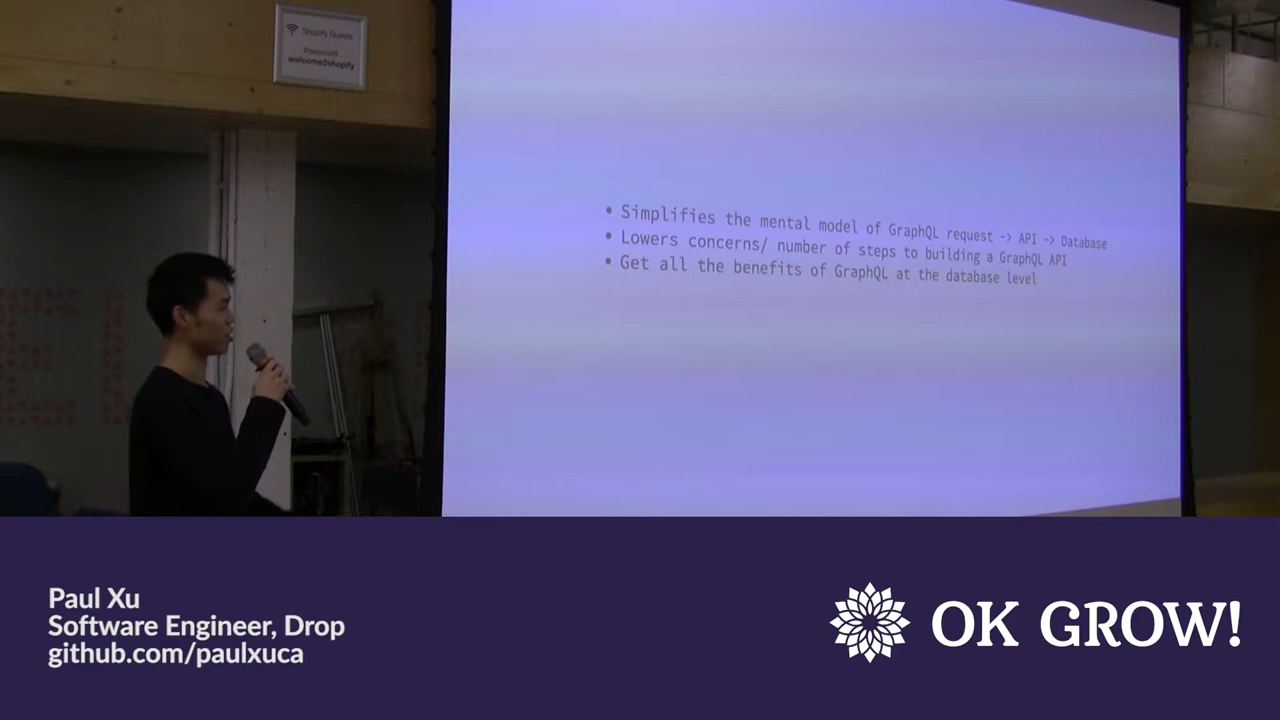 Shopify Guests
Password
welcome2shopify
• Simplifies the mental model of GraphQL request -> API -> Database
• Lowers concerns/ number of steps to building a GraphQL API
• Get all the benefits of GraphQL at the database level
Paul Xu
Software Engineer, Drop
github.com/paulxuca
OK GROW!